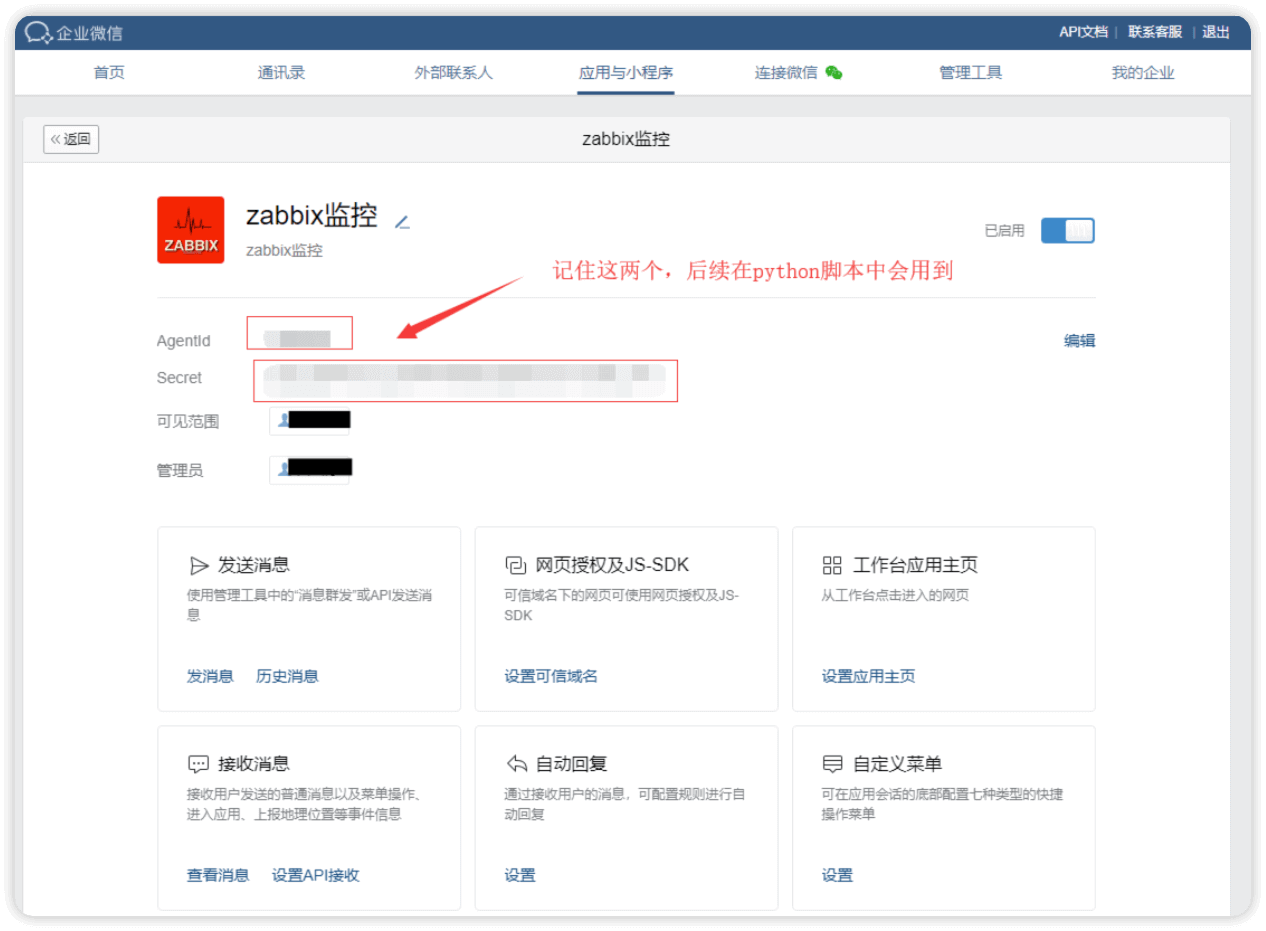 企业微信
API文档 | 联系客服 | 退出
首页 通讯录 外部联系人 应用与小程序 连接微信 管理工具 我的企业
«返回
zabbix监控
ZABBIX
zabbix监控
zabbix监控
已启用
记住这两个，后续在python脚本中会用到
AgentId
编辑
Secret
可见范围
管理员
发送消息
使用管理工具中的“消息群发”或API发送消
息
发消息 历史消息
网页授权及JS-SDK
可信域名下的网页可使用网页授权及JS-
SDK
设置可信域名
工作台应用主页
从工作台点击进入的网页
设置应用主页
接收消息
接收用户发送的普通消息以及菜单操作、
进入应用、上报地理位置等事件信息
查看消息 设置API接收
自动回复
通过接收用户的消息，可配置规则进行自
动回复
设置
自定义菜单
可在应用会话的底部配置七种类型的快捷
操作菜单
设置